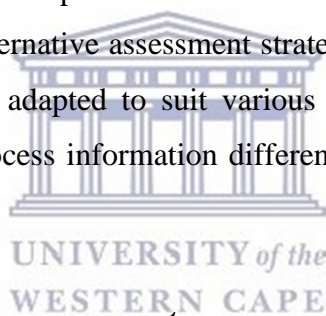 ernative assessment strate
adapted to suit various
ocess information differen
UNIVERSITY of the
WESTERN CAPE